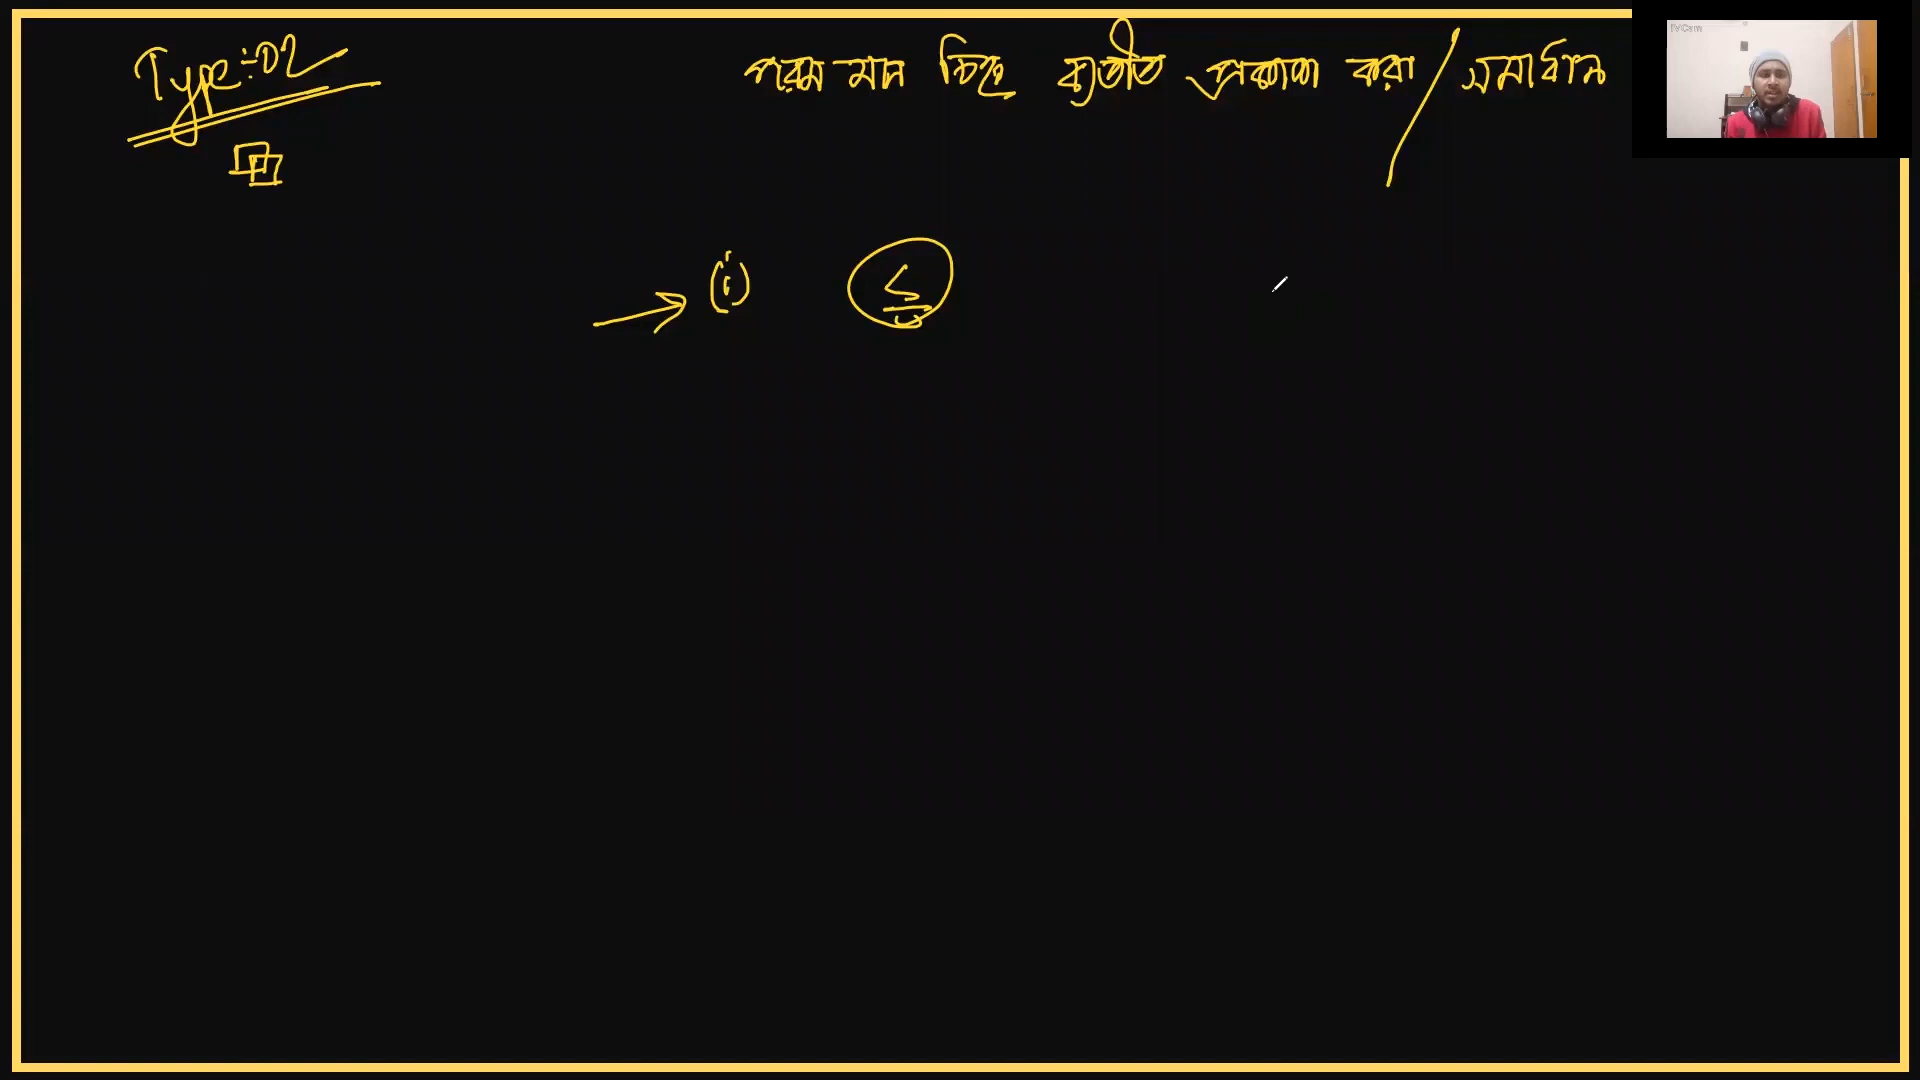 Type:-02 পরম মান চিহ্ন ব্যতীত প্রকাশ করা / সমাধান
(i) ≤